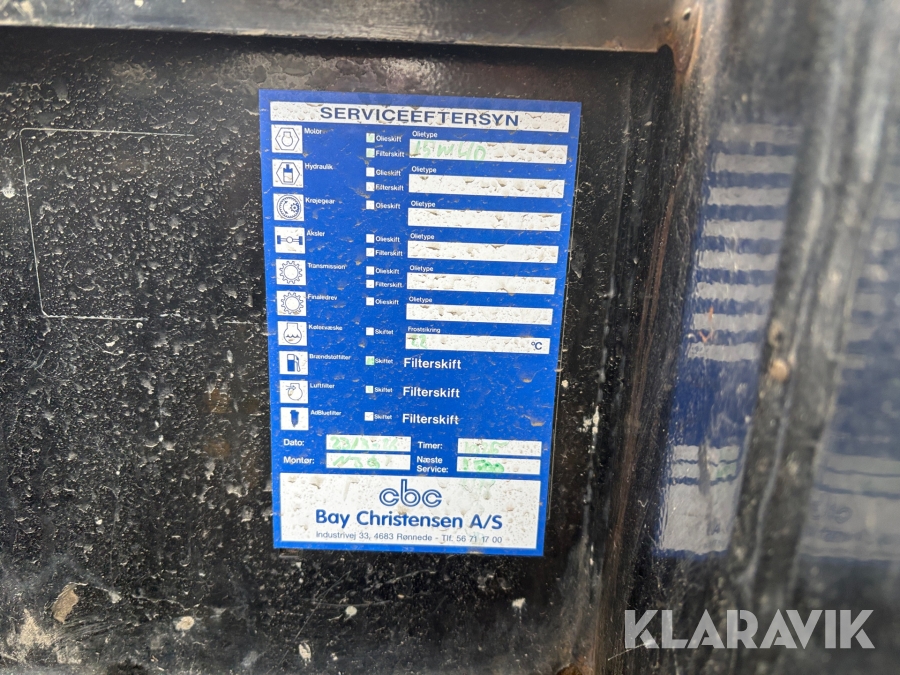 SERVICEEFTERSYN
Motor Olieskift Olietype
Filterskift 15W40
Hydraulik Olieskift Olietype
Filterskift
Krøjegear Olieskift Olietype
Aksler Olieskift Olietype
Filterskift
Transmission Olieskift Olietype
Filterskift
Finaledrev Olieskift Olietype
Kølervæske Skiftet Frostsikring
°C
Brændstoffilter Skiftet Filterskift
Luftfilter Skiftet Filterskift
AdBluefilter Skiftet Filterskift
Dato: Timer:
Montør: Næste Service:
cbc
Bay Christensen A/S
Industrivej 33, 4683 Rønnede - Tlf. 56 71 17 00
KLARAVIK